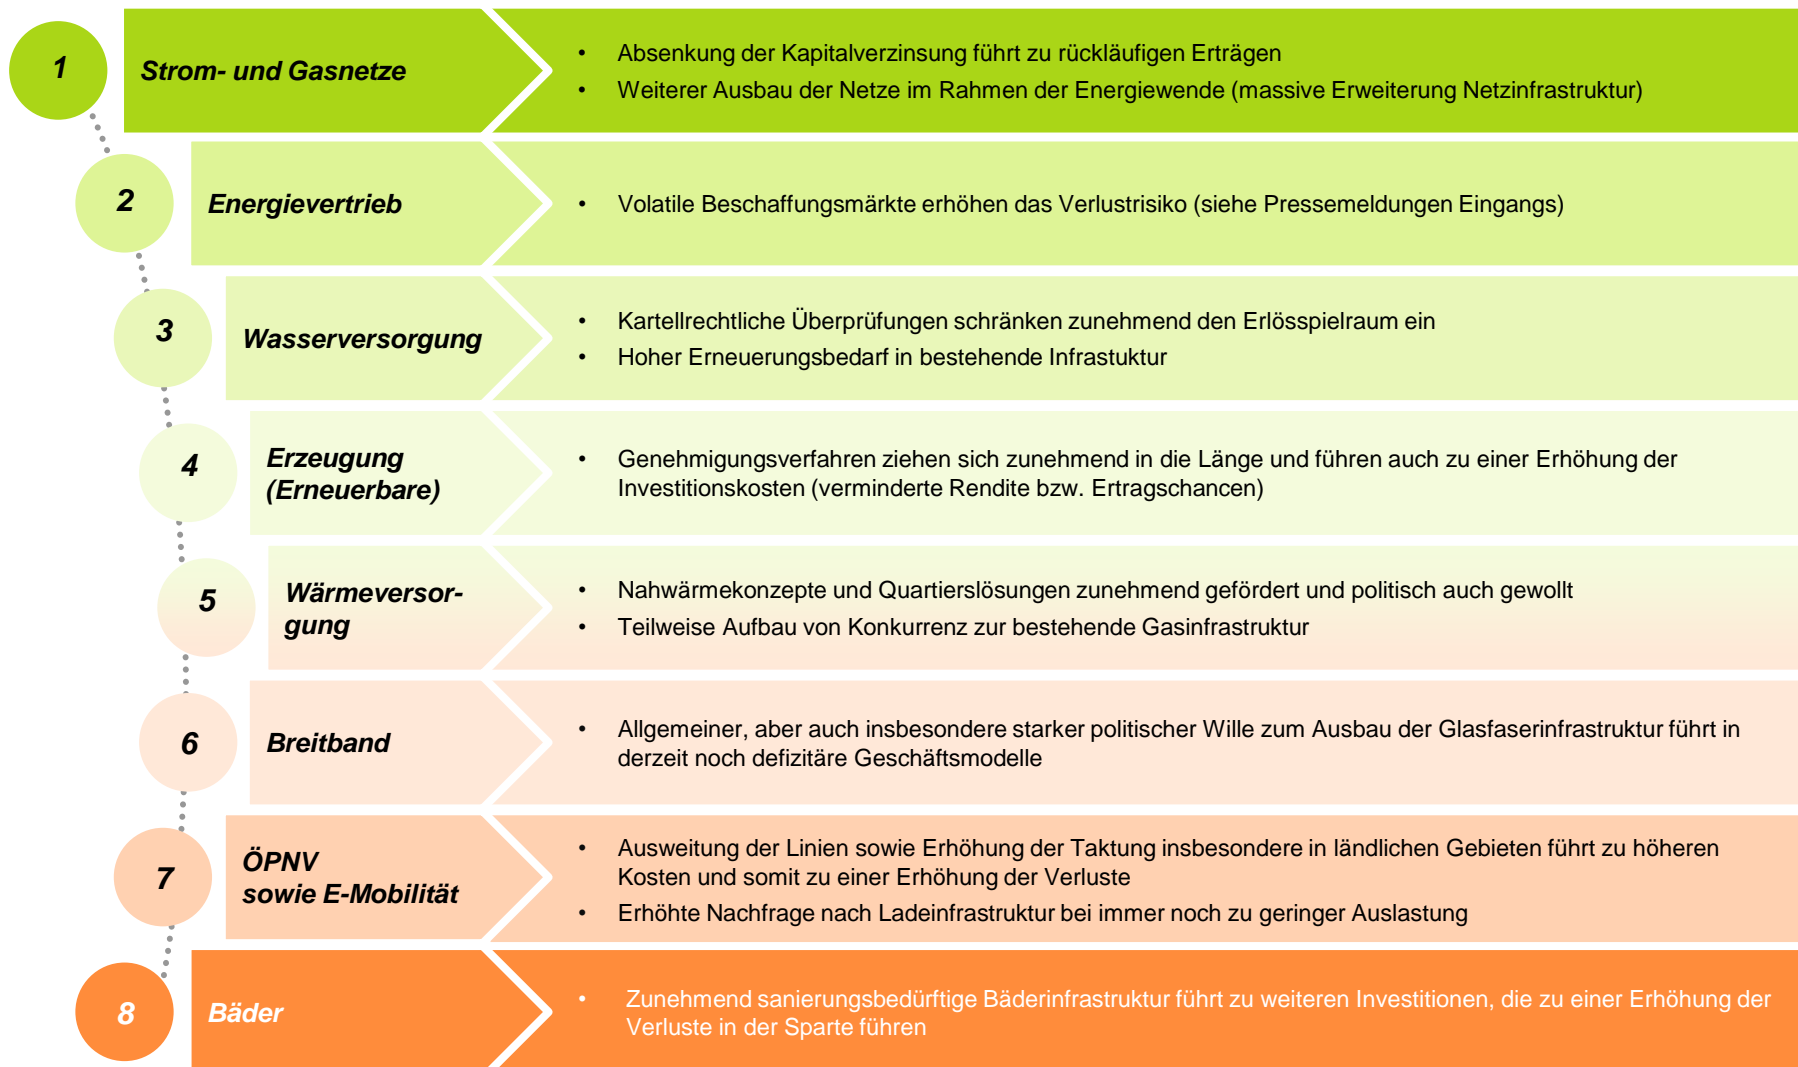 1
Strom- und Gasnetze
• Absenkung der Kapitalverzinsung führt zu rückläufigen Erträgen
• Weiterer Ausbau der Netze im Rahmen der Energiewende (massive Erweiterung Netzinfrastruktur)
2
Energievertrieb
• Volatile Beschaffungsmärkte erhöhen das Verlustrisiko (siehe Pressemeldungen Eingangs)
3
Wasserversorgung
• Kartellrechtliche Überprüfungen schränken zunehmend den Erlösspielraum ein
• Hoher Erneuerungsbedarf in bestehende Infrastuktur
4
Erzeugung
(Erneuerbare)
• Genehmigungsverfahren ziehen sich zunehmend in die Länge und führen auch zu einer Erhöhung der
Investitionskosten (verminderte Rendite bzw. Ertragschancen)
5
Wärmeversor-
gung
• Nahwärmekonzepte und Quartierslösungen zunehmend gefördert und politisch auch gewollt
• Teilweise Aufbau von Konkurrenz zur bestehende Gasinfrastruktur
6
Breitband
• Allgemeiner, aber auch insbesondere starker politischer Wille zum Ausbau der Glasfaserinfrastruktur führt in
derzeit noch defizitäre Geschäftsmodelle
7
ÖPNV
sowie E-Mobilität
• Ausweitung der Linien sowie Erhöhung der Taktung insbesondere in ländlichen Gebieten führt zu höheren
Kosten und somit zu einer Erhöhung der Verluste
• Erhöhte Nachfrage nach Ladeinfrastruktur bei immer noch zu geringer Auslastung
8
Bäder
• Zunehmend sanierungsbedürftige Bäderinfrastruktur führt zu weiteren Investitionen, die zu einer Erhöhung der
Verluste in der Sparte führen